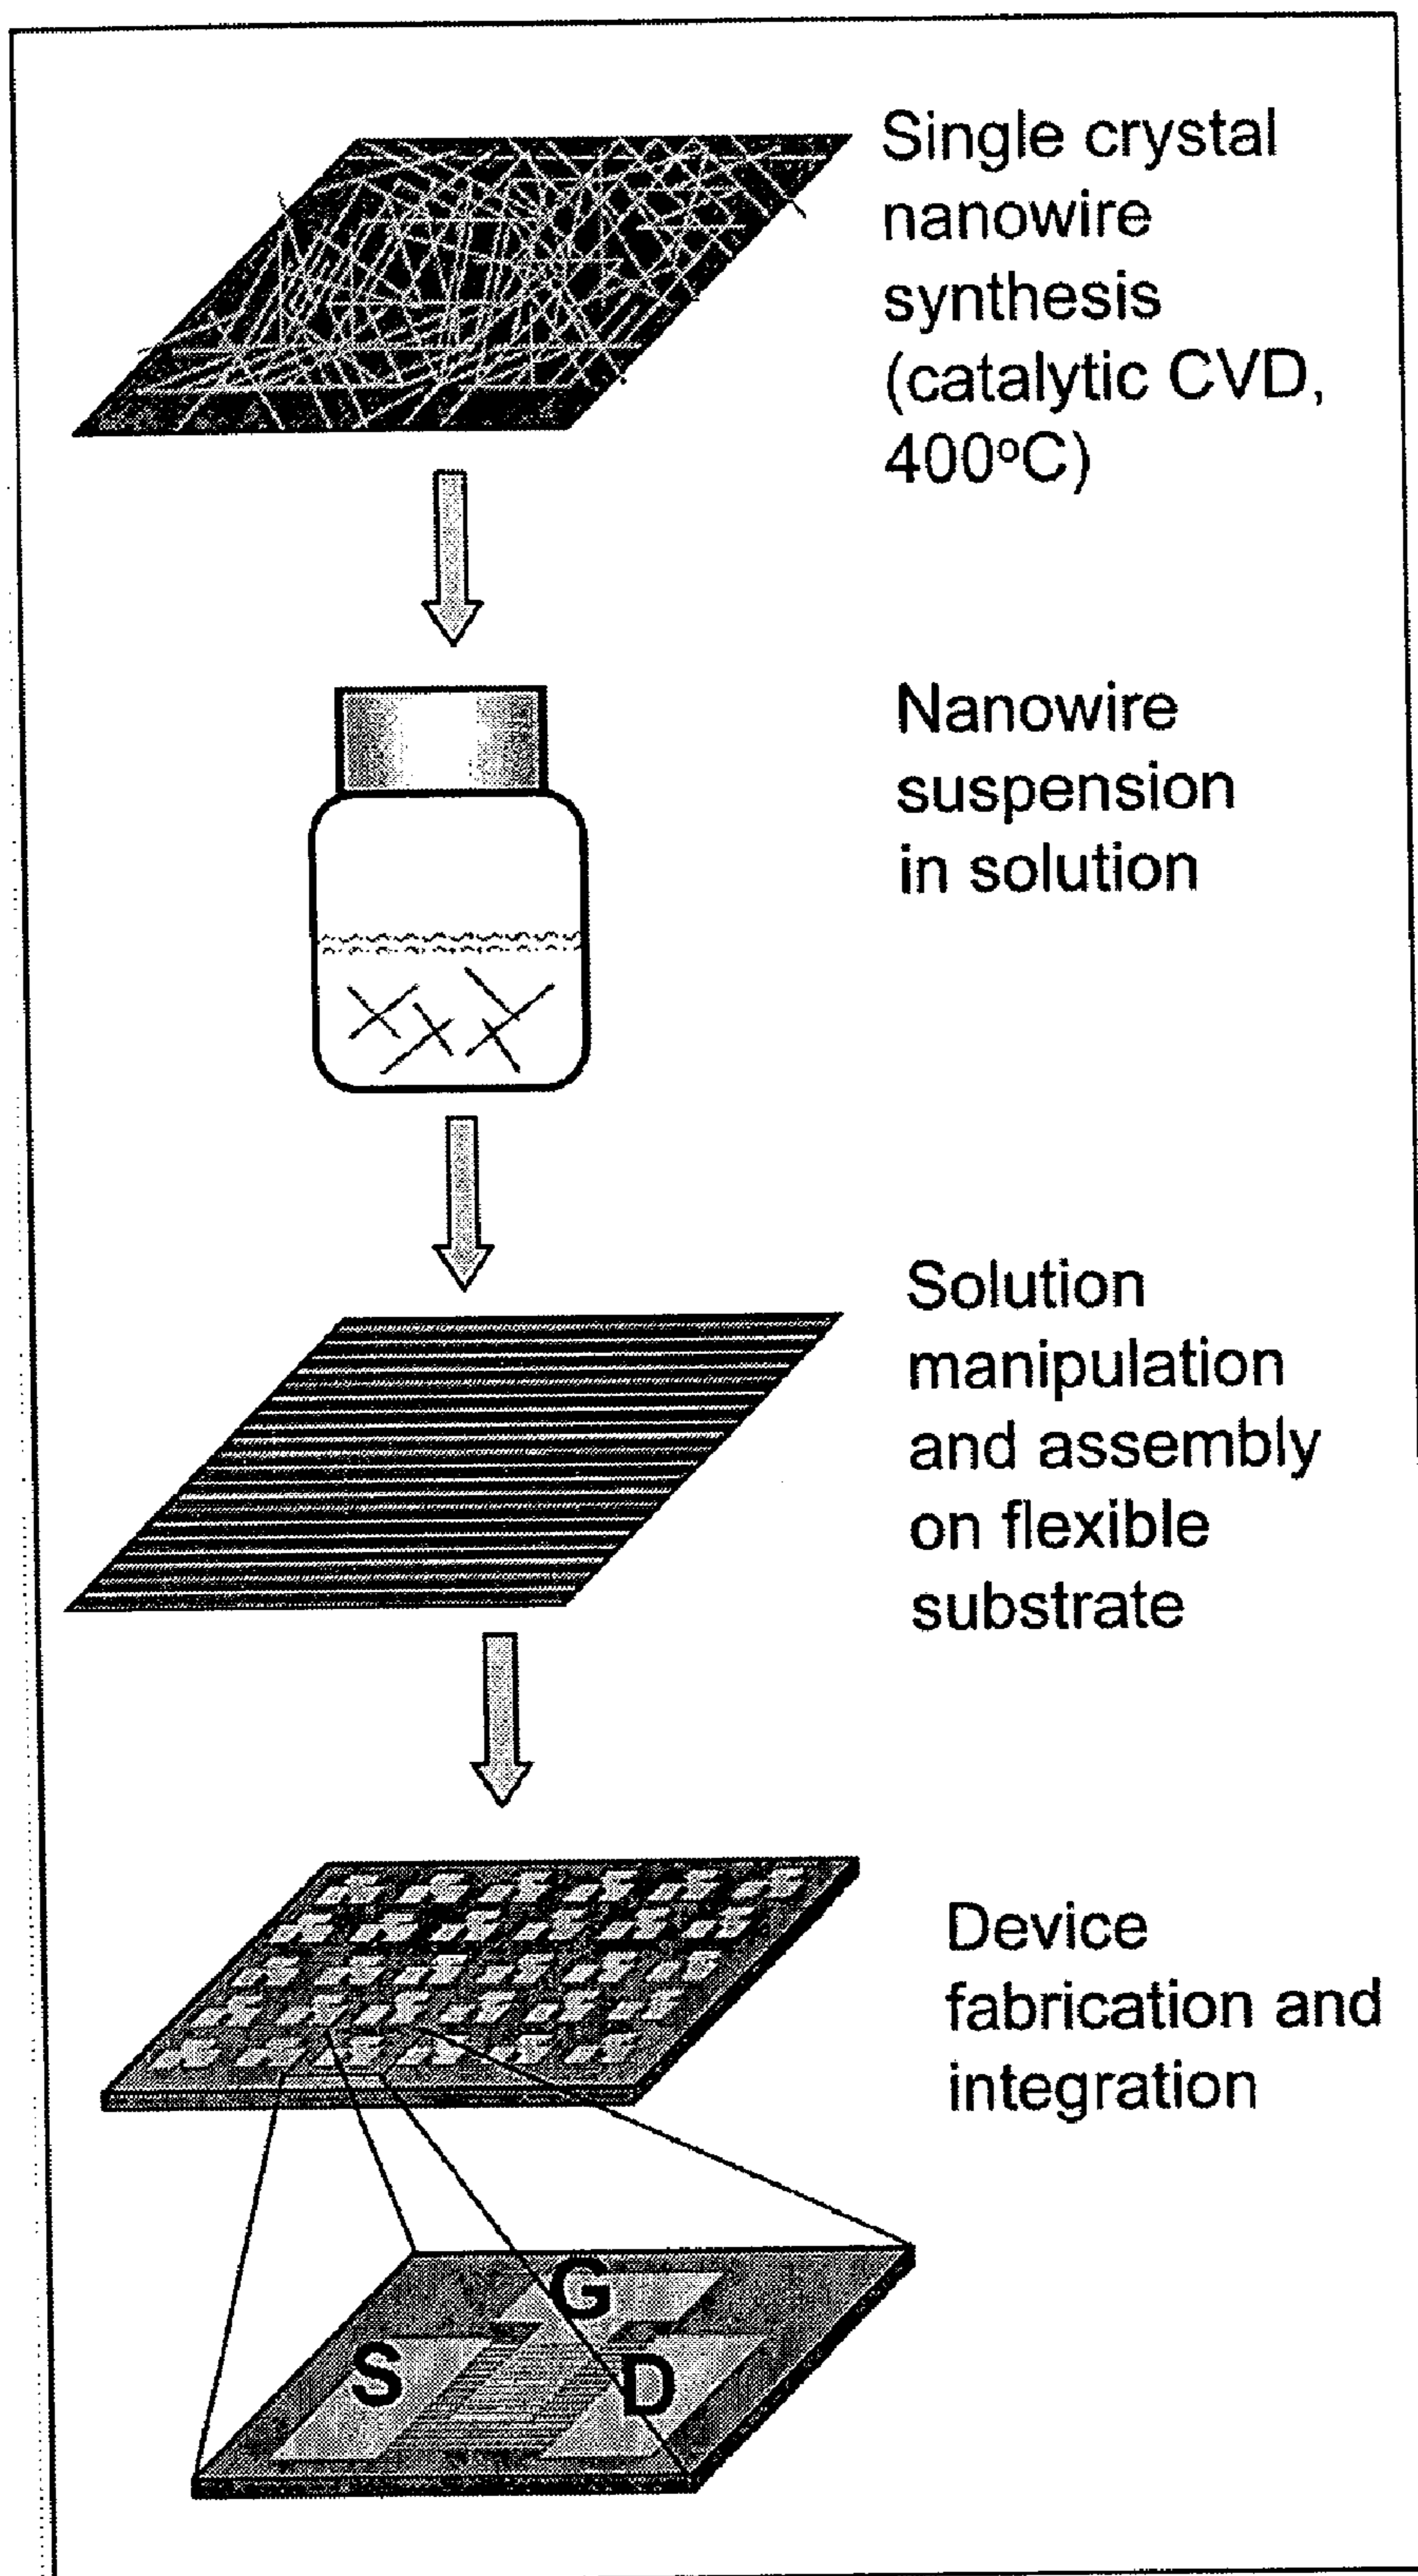 Single crystal
nanowire
synthesis
(catalytic CVD,
400ºC)
Nanowire
suspension
in solution
Solution
manipulation
and assembly
on flexible
substrate
Device
fabrication and
integration
G
S
D